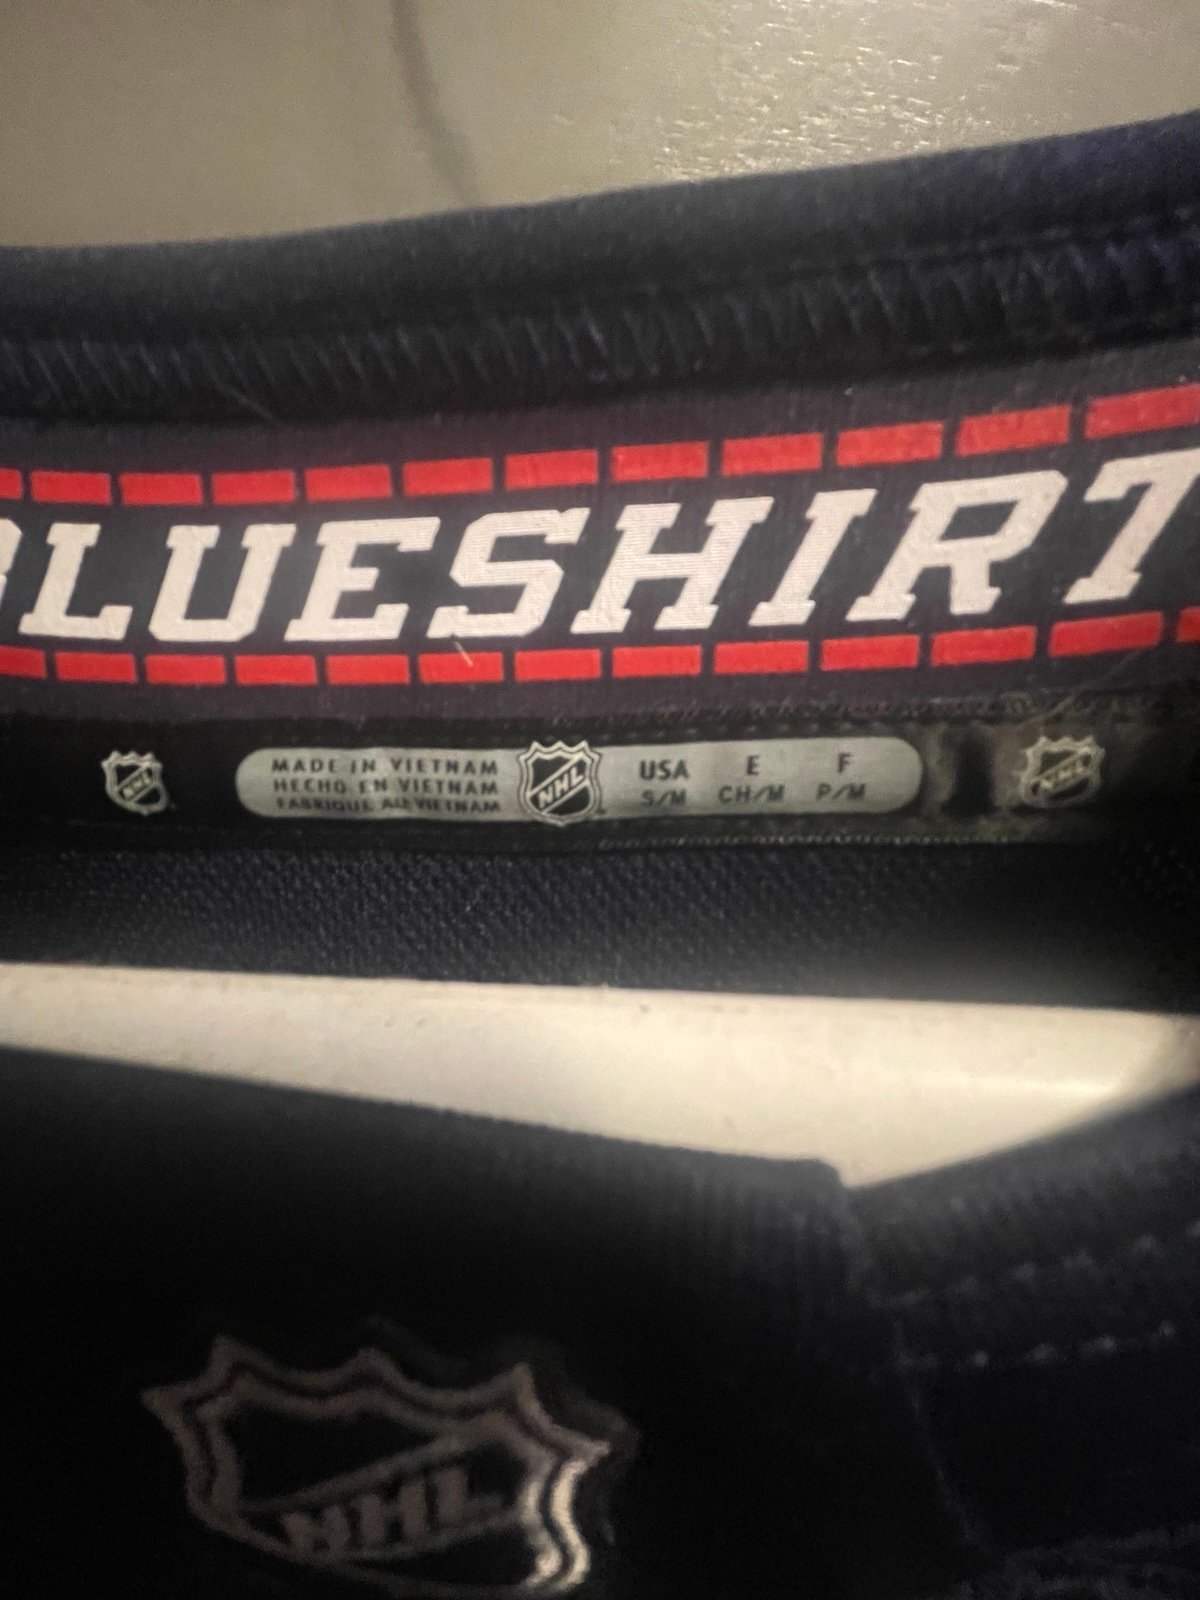 BLUESHIRT
MADE IN VIETNAM
HECHO EN VIETNAM
FABRIQUE AU VIETNAM
NHL
NHL
USA E F
S/M CH/M P/M
NHL
NHL